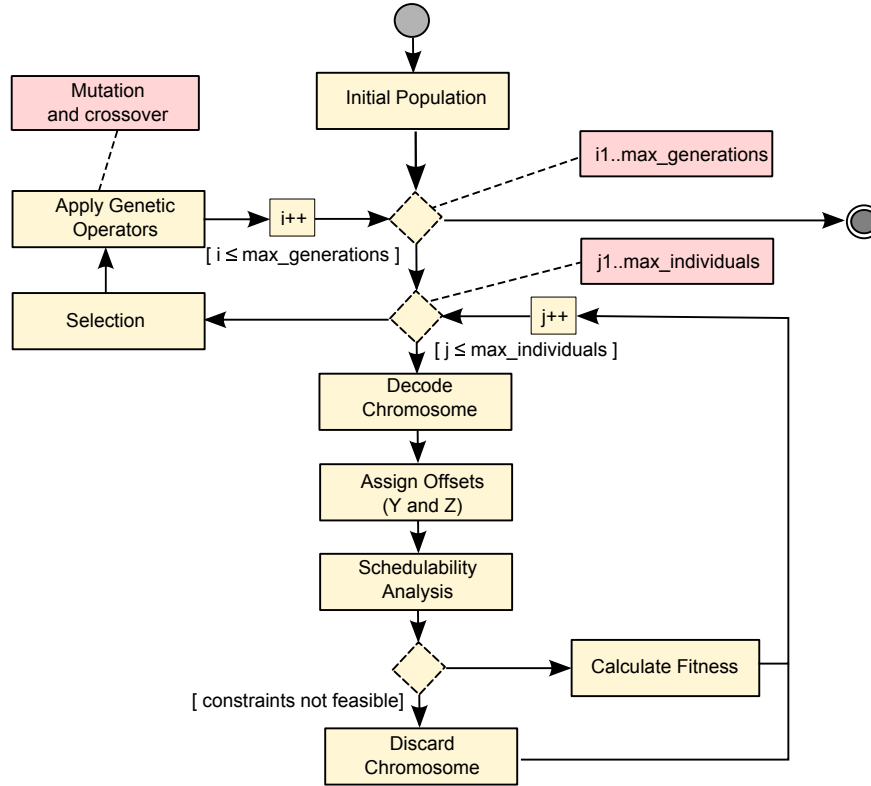 Mutation
and crossover
Initial Population
i1..max_generations
Apply Genetic
Operators
i++
[ i ≤ max_generations ]
j1..max_individuals
Selection
j++
[ j ≤ max_individuals ]
Decode
Chromosome
Assign Offsets
(Y and Z)
Schedulability
Analysis
Calculate Fitness
[ constraints not feasible]
Discard
Chromosome